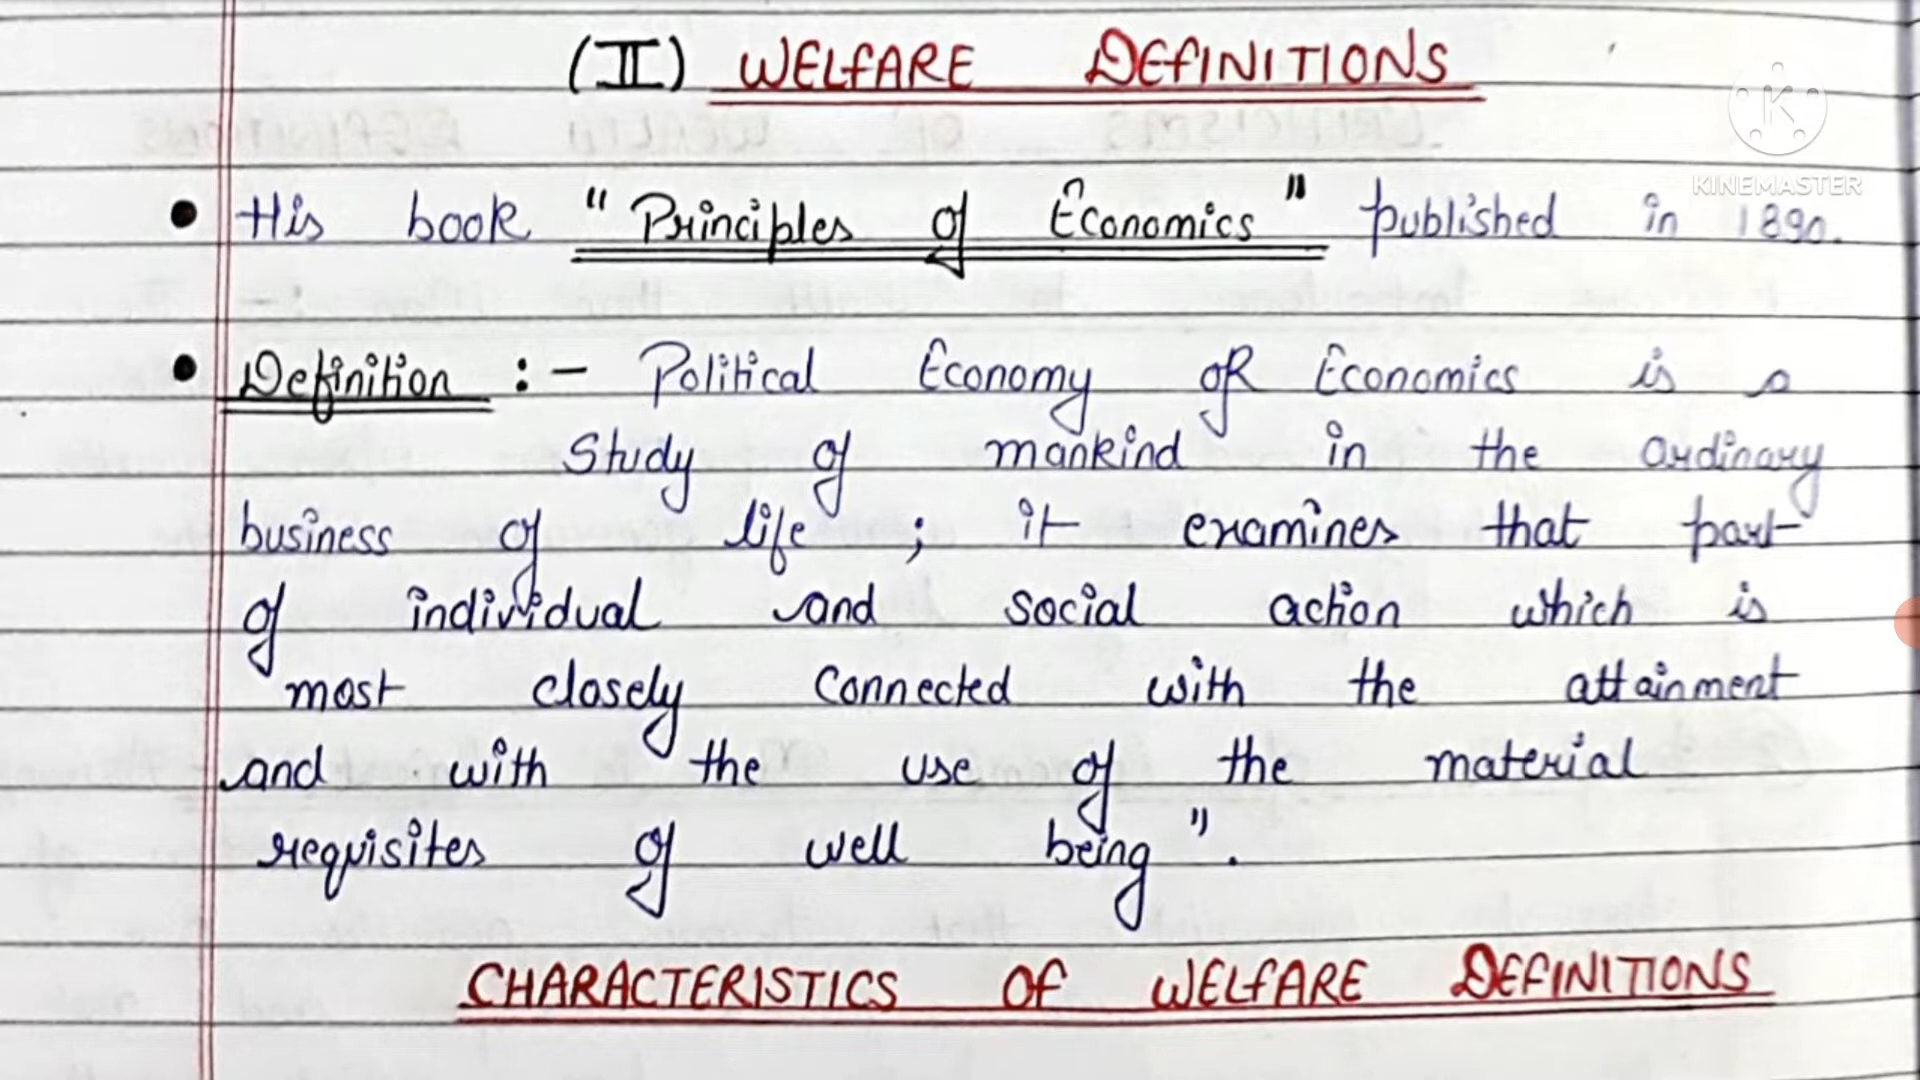 (II) WELFARE DEFINITIONS
KINEMASTER
• His book "Principles of Economics" published in 1890.
• Definition :- Political Economy OR Economics is a
Study of mankind in the ordinary
business of life ; it examines that part
of individual and social action which is
most closely connected with the attainment
and with the use of the material
requisites of well being".
CHARACTERISTICS OF WELFARE DEFINITIONS